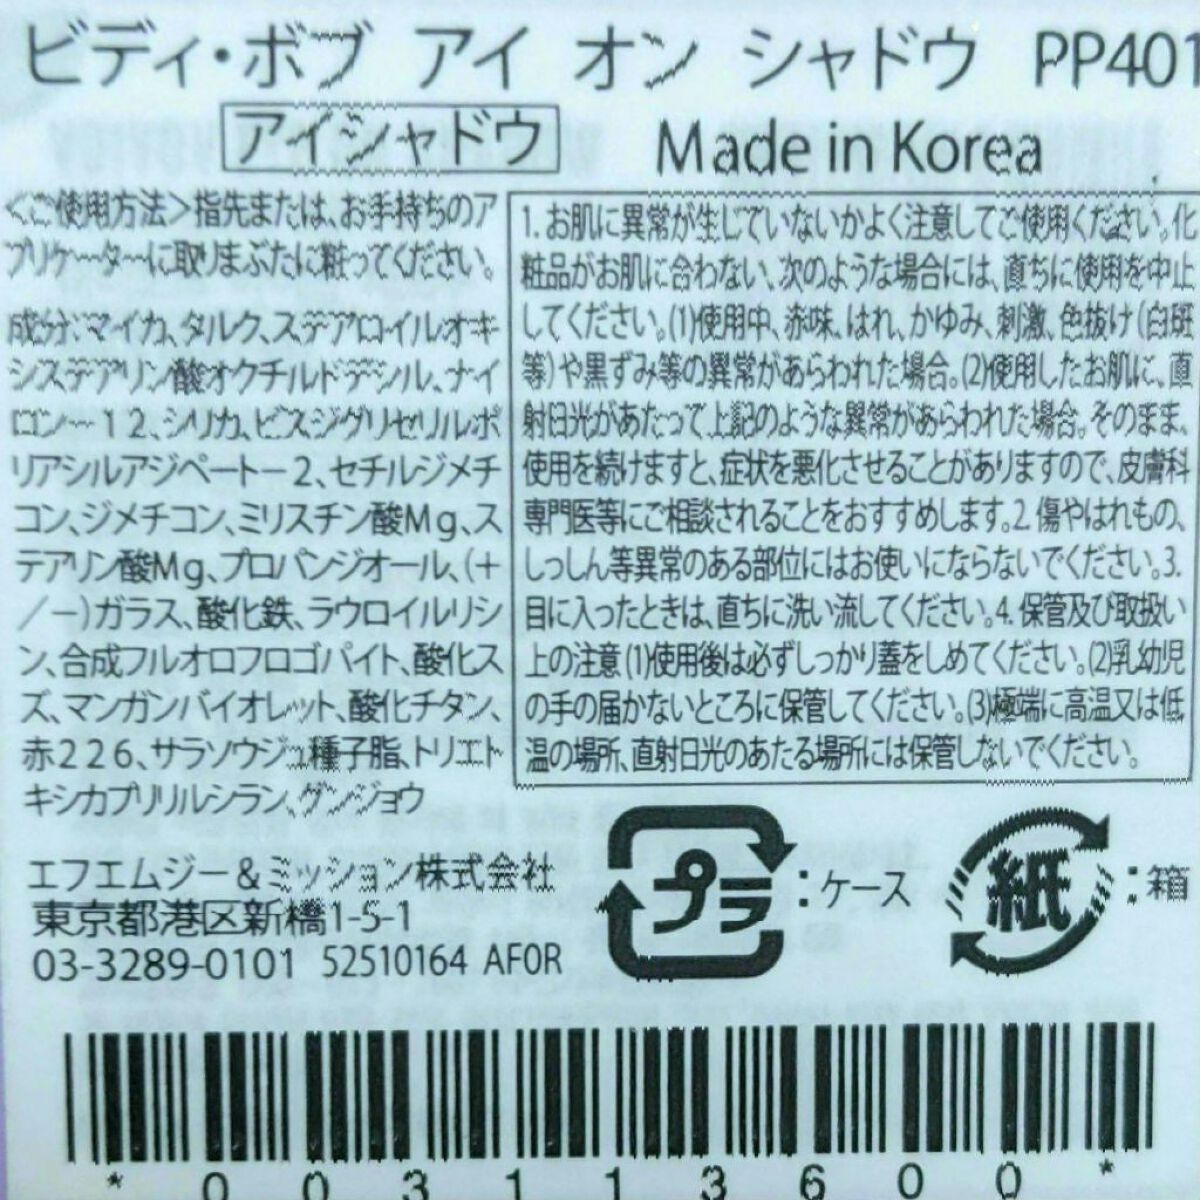 ビディ・ボブ アイ オン シャドウ PP401
アイシャドウ Made in Korea
＜ご使用方法＞指先または、お手持ちのア
プリケーターに取りまぶたに粧ってください。
成分:マイカ、タルク、ステアロイルオキ
システアリン酸オクチルドデシル、ナイ
ロン－１２、シリカ、ビスジグリセリルポ
リアシルアジペート－２、セチルジメチ
コン、ジメチコン、ミリスチン酸Ｍｇ、ス
テアリン酸Ｍｇ、プロパンジオール、(＋
／－)ガラス、酸化鉄、ラウロイルリシ
ン、合成フルオロフロゴパイト、酸化ス
ズ、マンガンバイオレット、酸化チタン、
赤２２６、サラソウジュ種子脂、トリエト
キシカプリリルシラン、グンジョウ
1. お肌に異常が生じていないかよく注意してご使用ください。化
粧品がお肌に合わない、次のような場合には、直ちに使用を中止
してください。(1)使用中、赤味、はれ、かゆみ、刺激、色抜け(白斑
等)や黒ずみ等の異常があらわれた場合。(2)使用したお肌に、直
射日光があたって上記のような異常があらわれた場合。そのまま、
使用を続けますと、症状を悪化させることがありますので、皮膚科
専門医等にご相談されることをおすすめします。2. 傷やはれもの、
しっしん等異常のある部位にはお使いにならないでください。3.
目に入ったときは、直ちに洗い流してください。4. 保管及び取扱い
上の注意(1)使用後は必ずしっかり蓋をしめてください。(2)乳幼児
の手の届かないところに保管してください。(3)極端に高温又は低
温の場所、直射日光のあたる場所には保管しないでください。
エフエムジー＆ミッション株式会社
東京都港区新橋1-5-1
03-3289-0101 52510164 AF0R
プラ:ケース 紙:箱
*00311360 0*